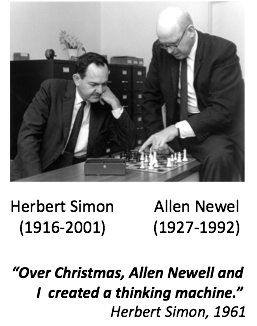 Herbert Simon Allen Newel
(1916-2001) (1927-1992)
“Over Christmas, Allen Newell and
I created a thinking machine.”
Herbert Simon, 1961